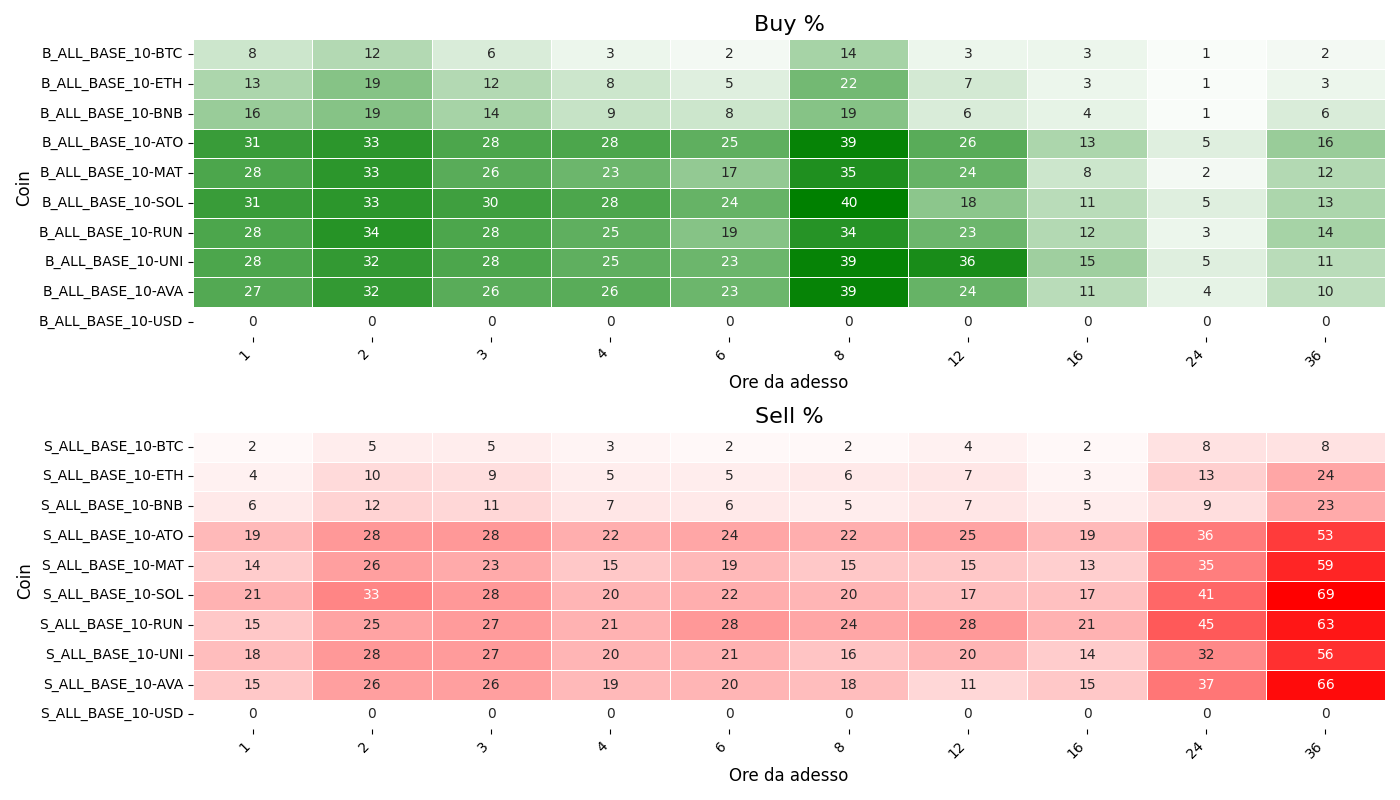 Buy %
Coin
B_ALL_BASE_10-BTC 8 12 6 3 2 14 3 3 1 2
B_ALL_BASE_10-ETH 13 19 12 8 5 22 7 3 1 3
B_ALL_BASE_10-BNB 16 19 14 9 8 19 6 4 1 6
B_ALL_BASE_10-ATO 31 33 28 28 25 39 26 13 5 16
B_ALL_BASE_10-MAT 28 33 26 23 17 35 24 8 2 12
B_ALL_BASE_10-SOL 31 33 30 28 24 40 18 11 5 13
B_ALL_BASE_10-RUN 28 34 28 25 19 34 23 12 3 14
B_ALL_BASE_10-UNI 28 32 28 25 23 39 36 15 5 11
B_ALL_BASE_10-AVA 27 32 26 26 23 39 24 11 4 10
B_ALL_BASE_10-USD 0 0 0 0 0 0 0 0 0 0
1 2 3 4 6 8 12 16 24 36
Ore da adesso
Sell %
Coin
S_ALL_BASE_10-BTC 2 5 5 3 2 2 4 2 8 8
S_ALL_BASE_10-ETH 4 10 9 5 5 6 7 3 13 24
S_ALL_BASE_10-BNB 6 12 11 7 6 5 7 5 9 23
S_ALL_BASE_10-ATO 19 28 28 22 24 22 25 19 36 53
S_ALL_BASE_10-MAT 14 26 23 15 19 15 15 13 35 59
S_ALL_BASE_10-SOL 21 33 28 20 22 20 17 17 41 69
S_ALL_BASE_10-RUN 15 25 27 21 28 24 28 21 45 63
S_ALL_BASE_10-UNI 18 28 27 20 21 16 20 14 32 56
S_ALL_BASE_10-AVA 15 26 26 19 20 18 11 15 37 66
S_ALL_BASE_10-USD 0 0 0 0 0 0 0 0 0 0
1 2 3 4 6 8 12 16 24 36
Ore da adesso